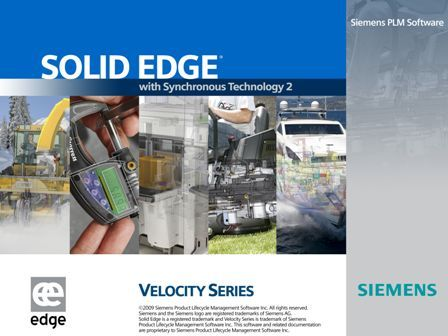 Siemens PLM Software
SOLID EDGE®
with Synchronous Technology 2
VELOCITY SERIES
SIEMENS
edge
©2009 Siemens Product Lifecycle Management Software Inc. All rights reserved.
Siemens and the Siemens logo are registered trademarks of Siemens AG.
Solid Edge is a registered trademark and Velocity Series is trademark of Siemens
Product Lifecycle Management Software Inc. This software and related documentation
are proprietary to Siemens Product Lifecycle Management Software Inc.